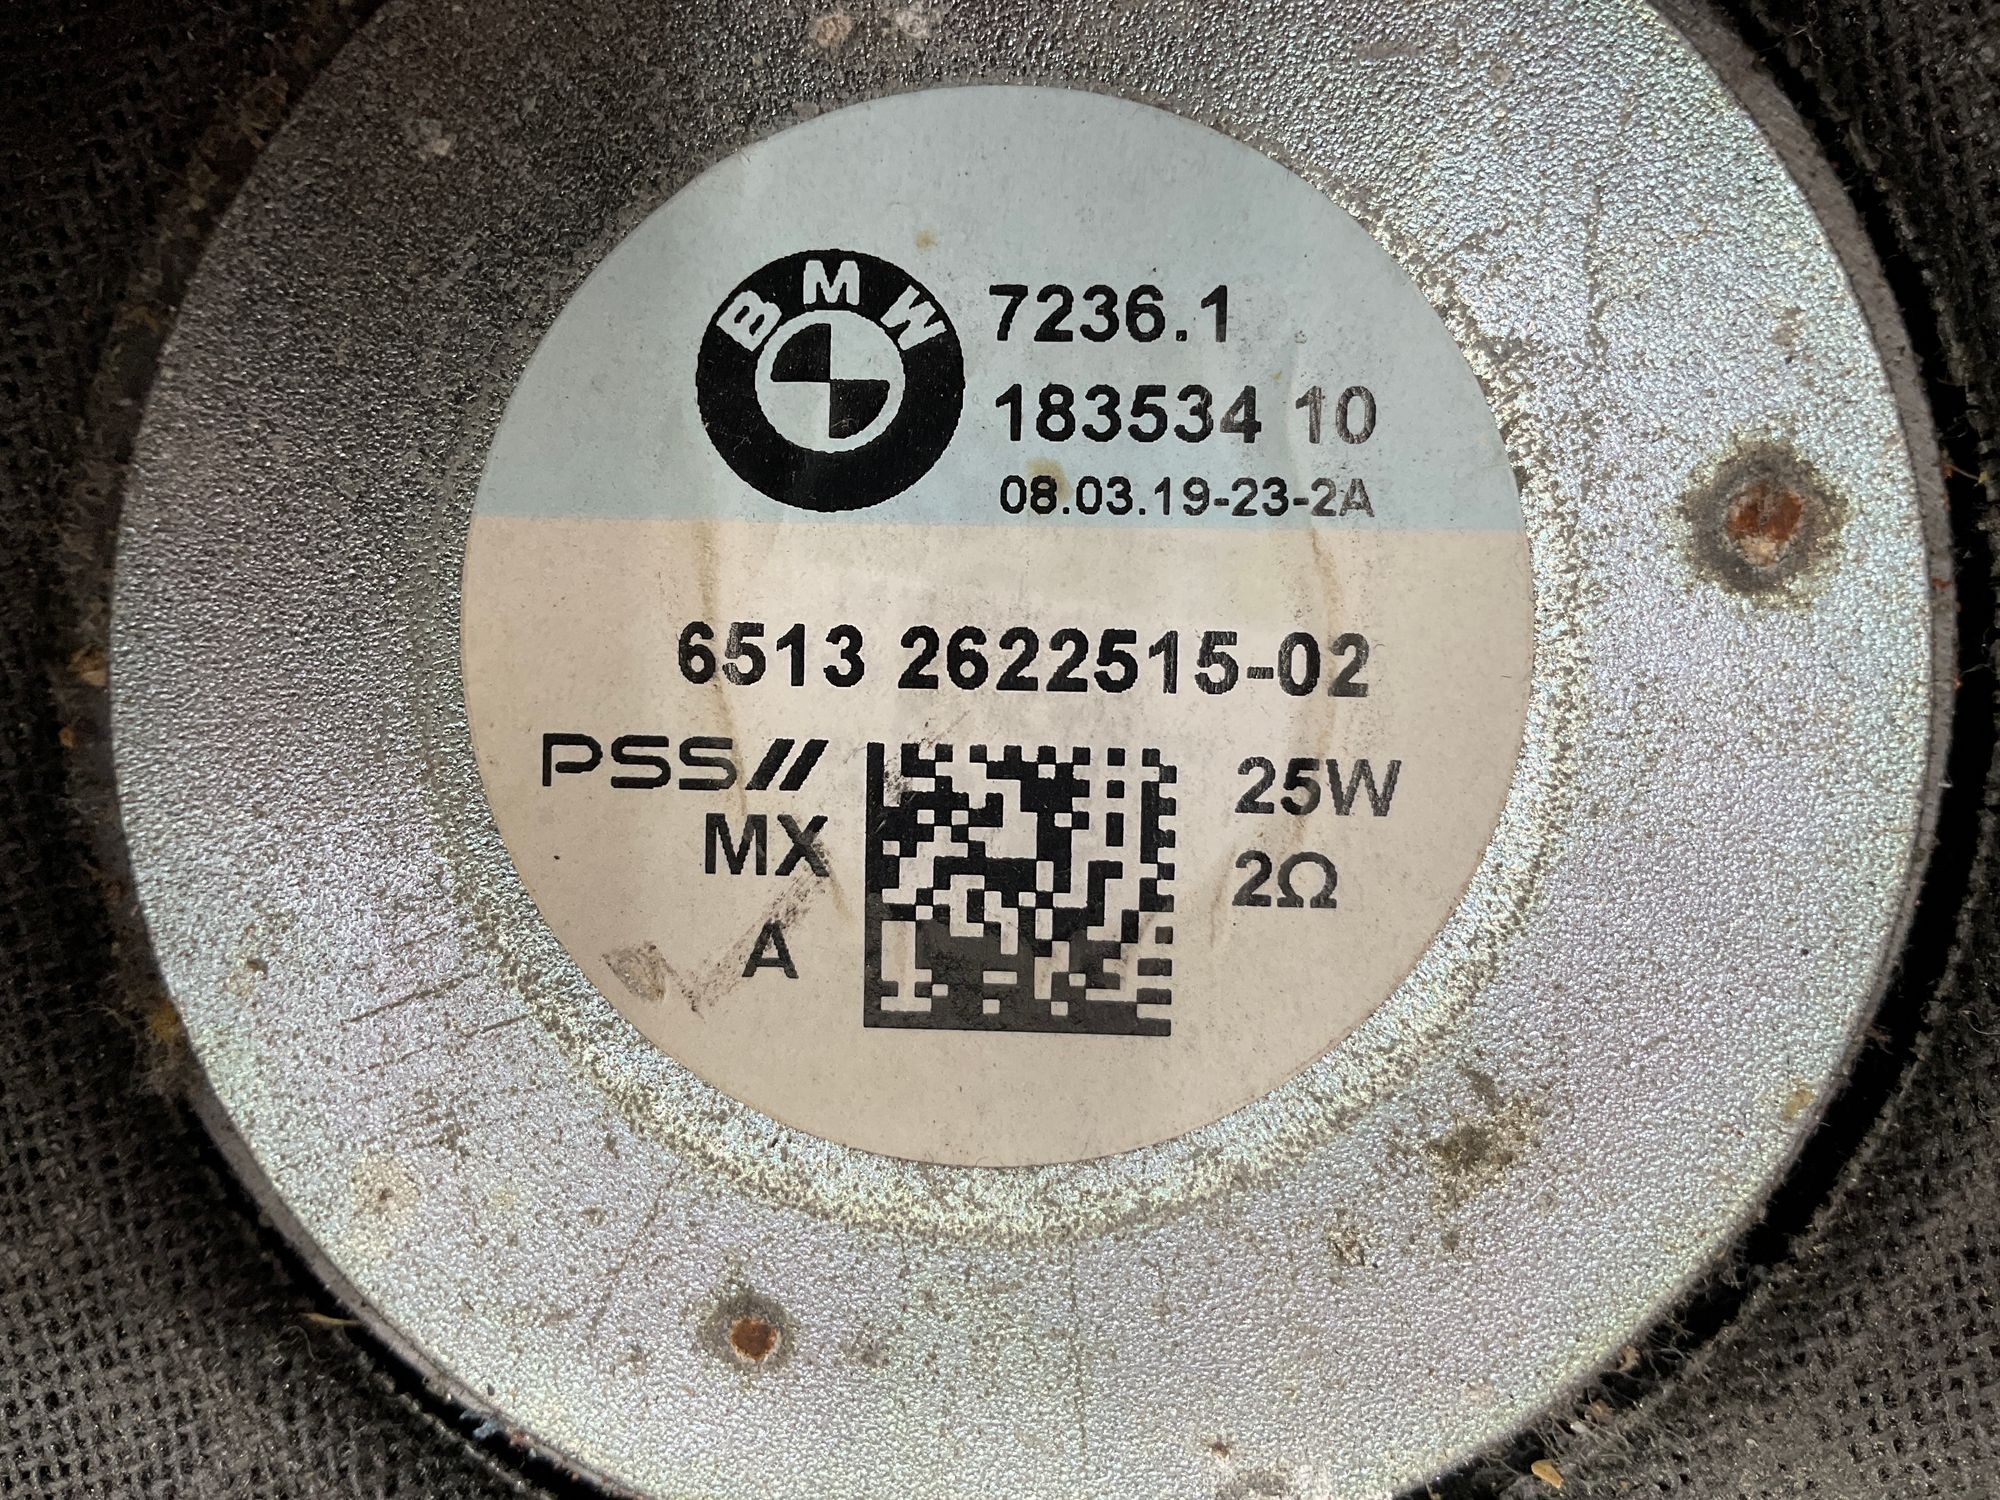 BMW
7236.1
183534 10
08.03.19-23-2A
6513 2622515-02
PSS//
MX
A
25W
2Ω